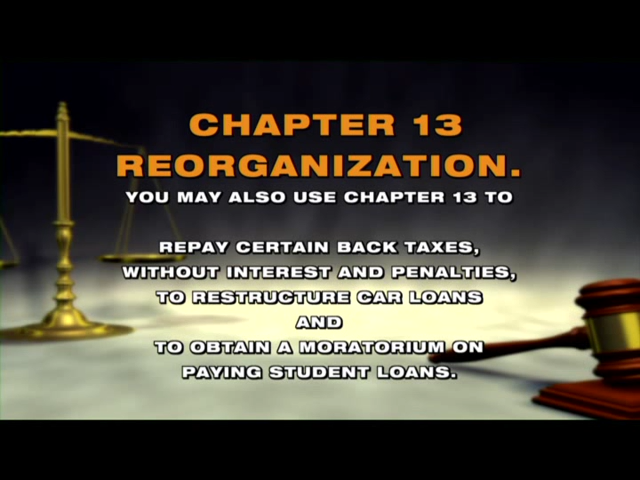 CHAPTER 13
REORGANIZATION.
YOU MAY ALSO USE CHAPTER 13 TO
REPAY CERTAIN BACK TAXES,
WITHOUT INTEREST AND PENALTIES,
TO RESTRUCTURE CAR LOANS
AND
TO OBTAIN A MORATORIUM ON
PAYING STUDENT LOANS.